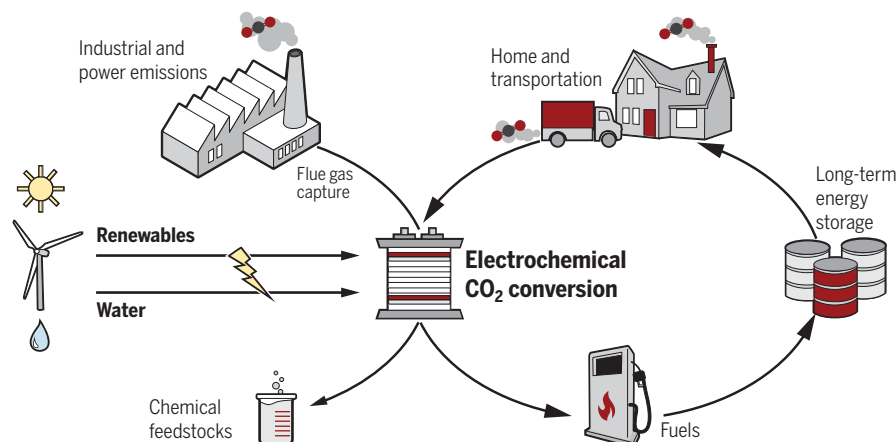 Industrial and
power emissions
Home and
transportation
Flue gas
capture
Long-term
energy
storage
Renewables
Electrochemical
CO₂ conversion
Water
Chemical
feedstocks
Fuels